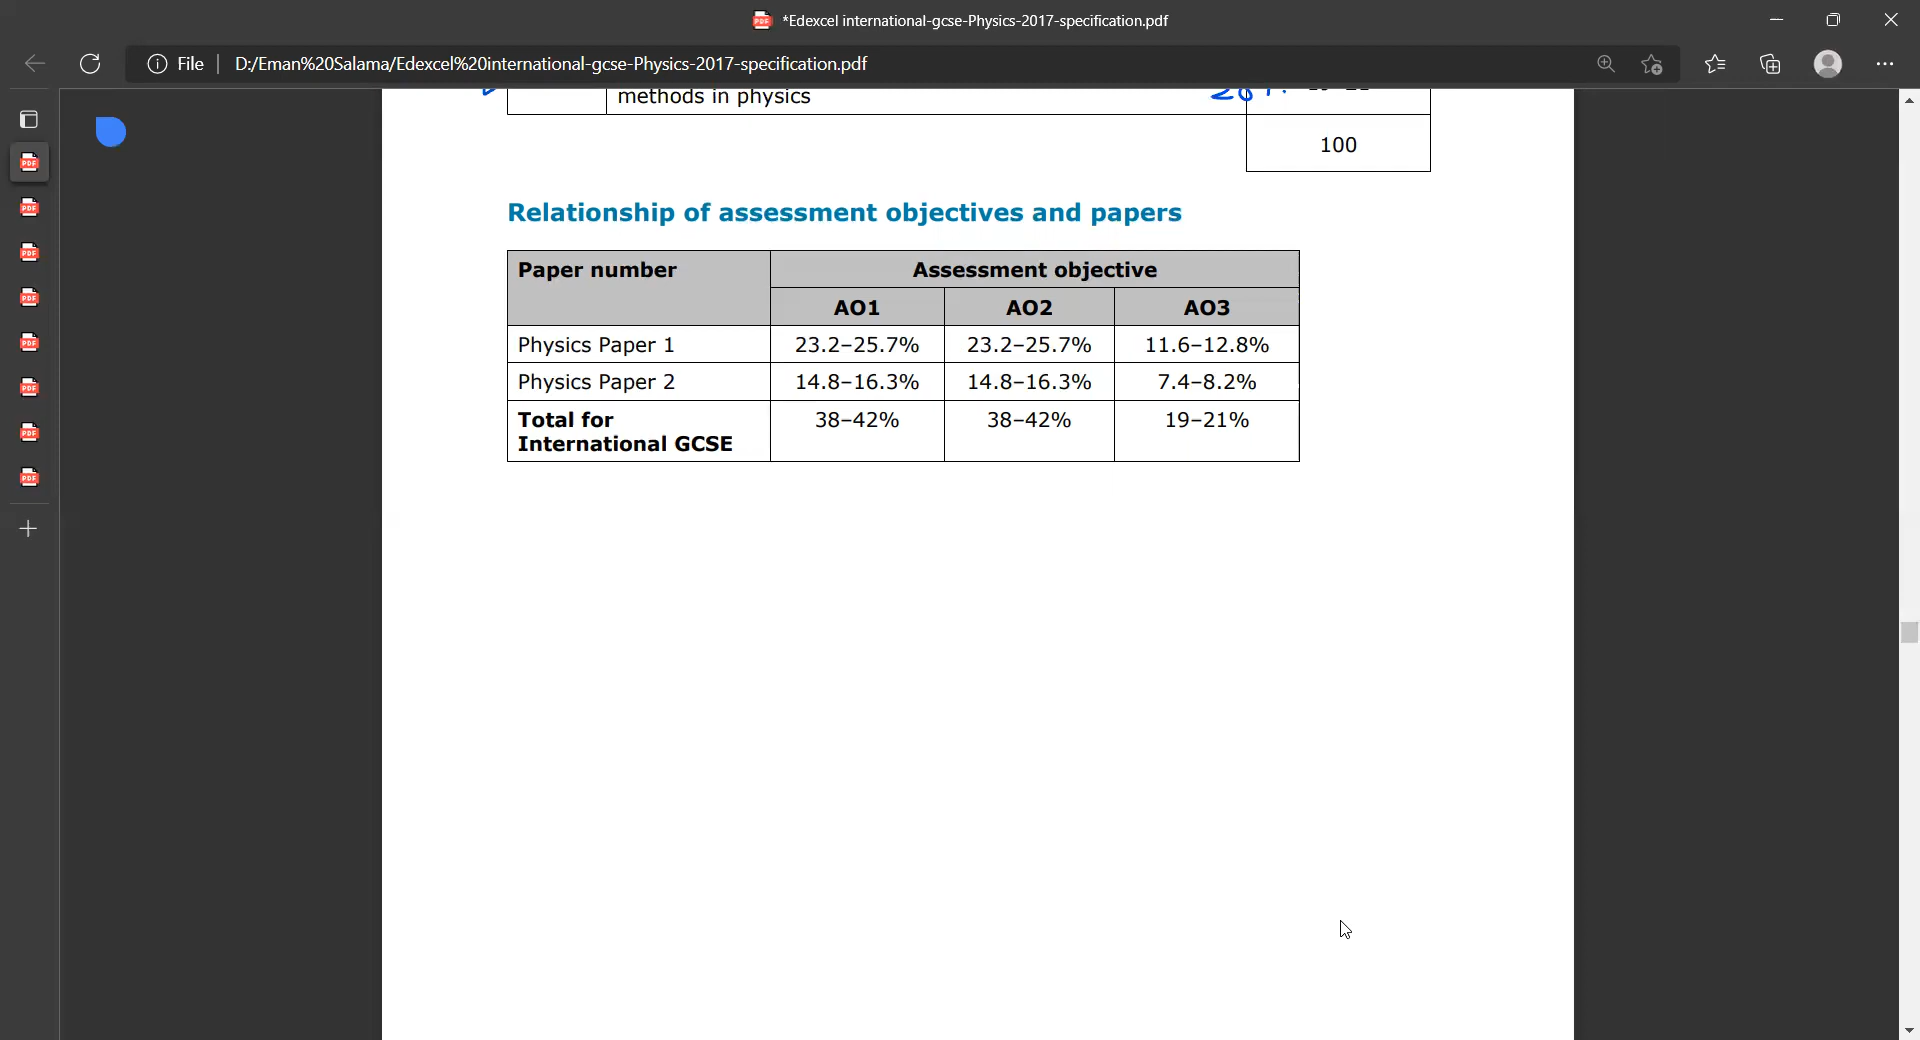 *Edexcel international-gcse-Physics-2017-specification.pdf
File | D:/Eman%20Salama/Edexcel%20international-gcse-Physics-2017-specification.pdf
methods in physics
100
Relationship of assessment objectives and papers
Paper number Assessment objective
AO1 AO2 AO3
Physics Paper 1 23.2–25.7% 23.2–25.7% 11.6–12.8%
Physics Paper 2 14.8–16.3% 14.8–16.3% 7.4–8.2%
Total for 38–42% 38–42% 19–21%
International GCSE